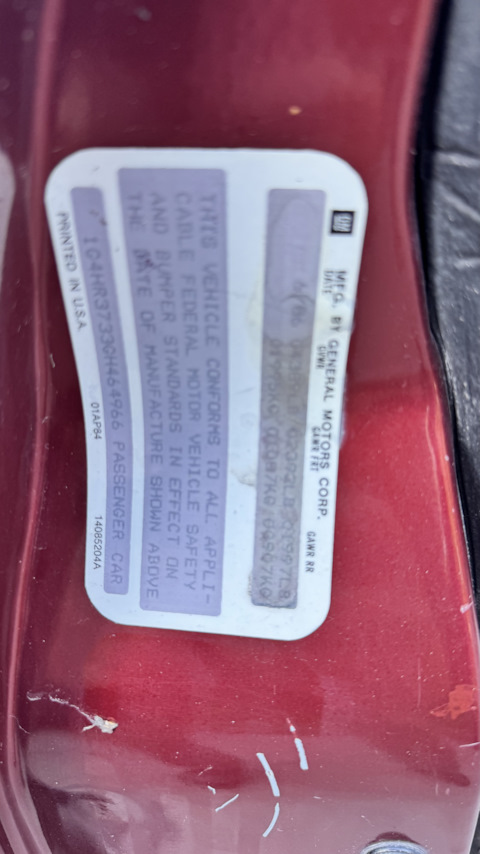 GM MFG. BY GENERAL MOTORS CORP.
DATE GVWR GAWR FRT GAWR RR
THIS VEHICLE CONFORMS TO ALL APPLI-
CABLE FEDERAL MOTOR VEHICLE SAFETY
AND BUMPER STANDARDS IN EFFECT ON
THE DATE OF MANUFACTURE SHOWN ABOVE
1G4HR3733GH464966 PASSENGER CAR
PRINTED IN U.S.A. 01AP84 14085204A